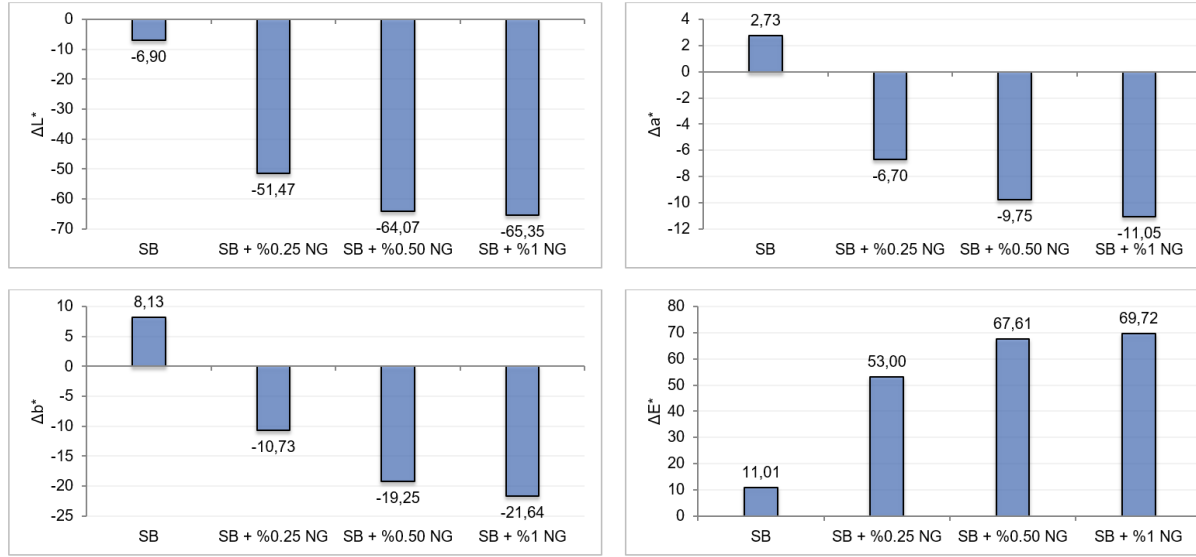 0
-10
-20
-30
-40
-50
-60
-70
ΔL*
-6,90
-51,47
-64,07
-65,35
SB
SB + %0.25 NG
SB + %0.50 NG
SB + %1 NG
4
2
0
-2
-4
-6
-8
-10
-12
Δa*
2,73
-6,70
-9,75
-11,05
SB
SB + %0.25 NG
SB + %0.50 NG
SB + %1 NG
10
5
0
-5
-10
-15
-20
-25
Δb*
8,13
-10,73
-19,25
-21,64
SB
SB + %0.25 NG
SB + %0.50 NG
SB + %1 NG
80
70
60
50
40
30
20
10
0
ΔE*
11,01
53,00
67,61
69,72
SB
SB + %0.25 NG
SB + %0.50 NG
SB + %1 NG